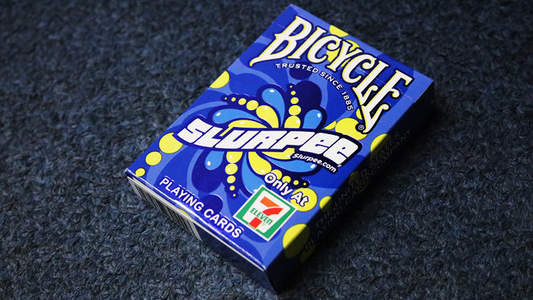 BICYCLE
®
TRUSTED SINCE 1885
SLURPEE
Slurpee.com
Only At
7
ELEVEN
PLAYING CARDS